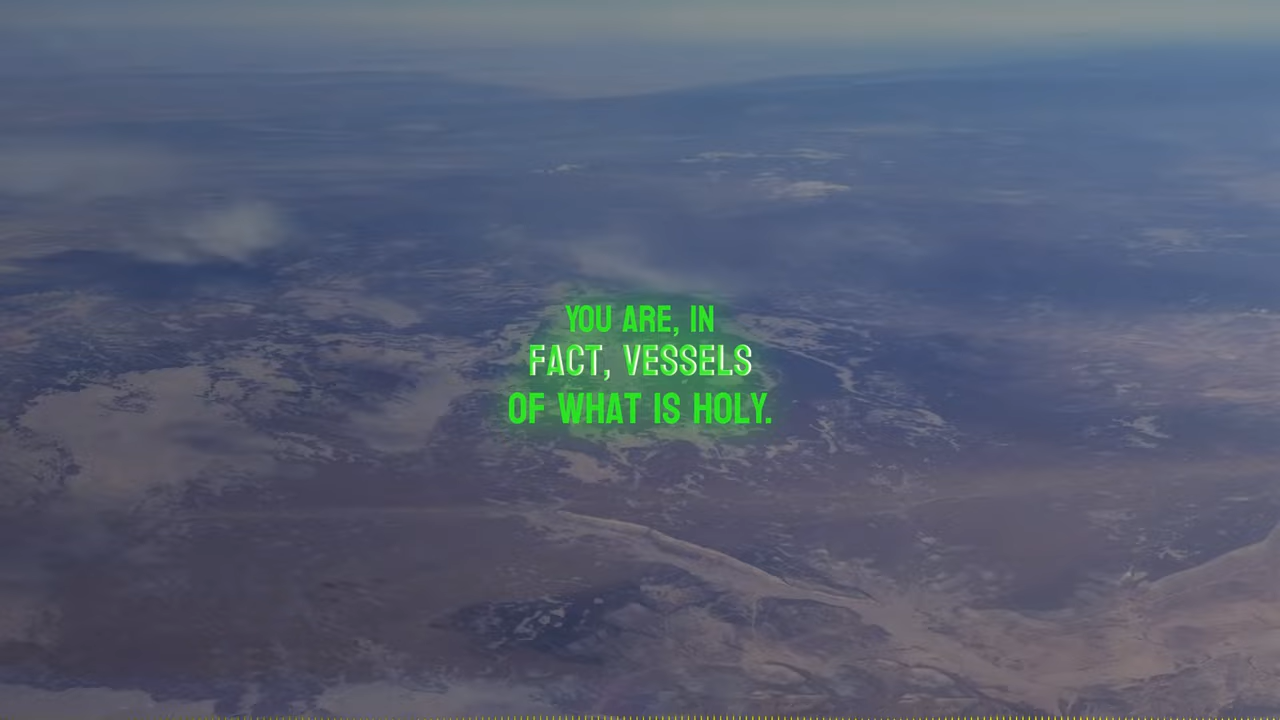 YOU ARE, IN
FACT, VESSELS
OF WHAT IS HOLY.